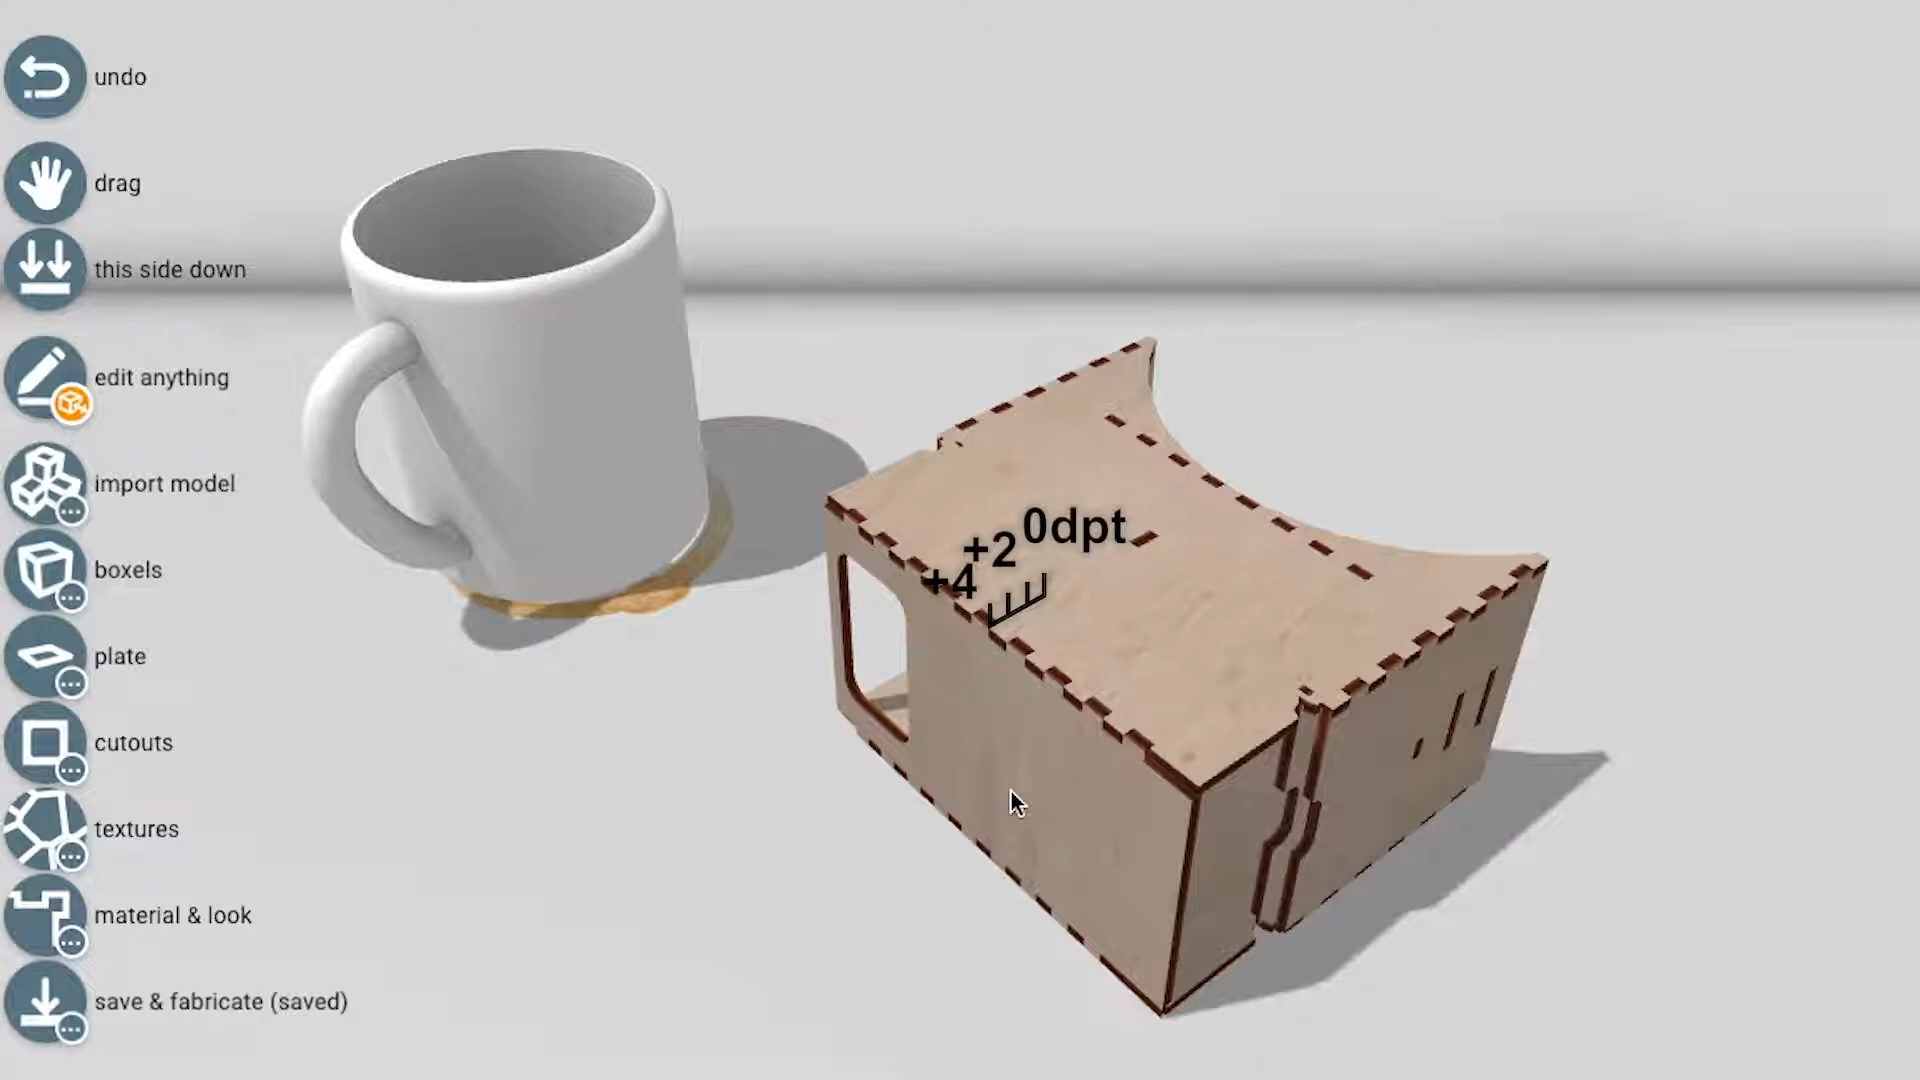 undo
drag
this side down
edit anything
import model
boxels
plate
cutouts
textures
material & look
save & fabricate (saved)
+4 +2 0dpt